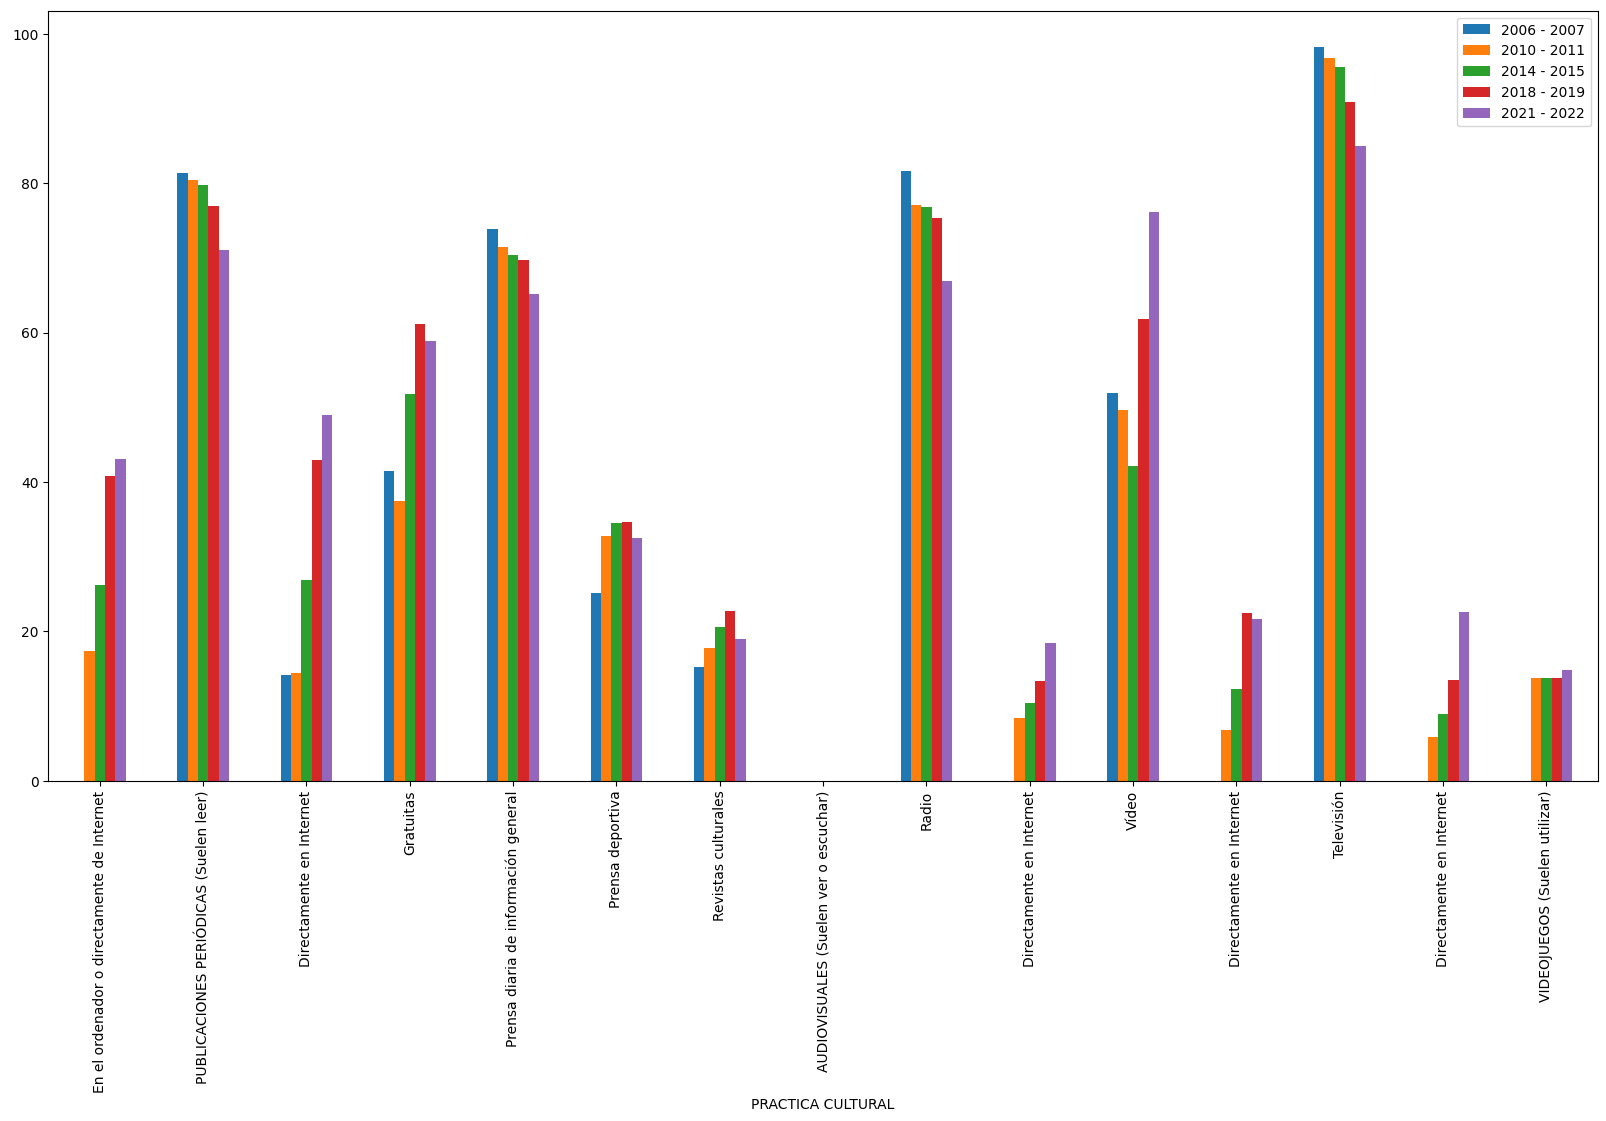 100
80
60
40
20
0
2006 - 2007
2010 - 2011
2014 - 2015
2018 - 2019
2021 - 2022
En el ordenador o directamente de Internet
PUBLICACIONES PERIÓDICAS (Suelen leer)
Directamente en Internet
Gratuitas
Prensa diaria de información general
Prensa deportiva
Revistas culturales
AUDIOVISUALES (Suelen ver o escuchar)
Radio
Directamente en Internet
Vídeo
Directamente en Internet
Televisión
Directamente en Internet
VIDEOJUEGOS (Suelen utilizar)
PRACTICA CULTURAL